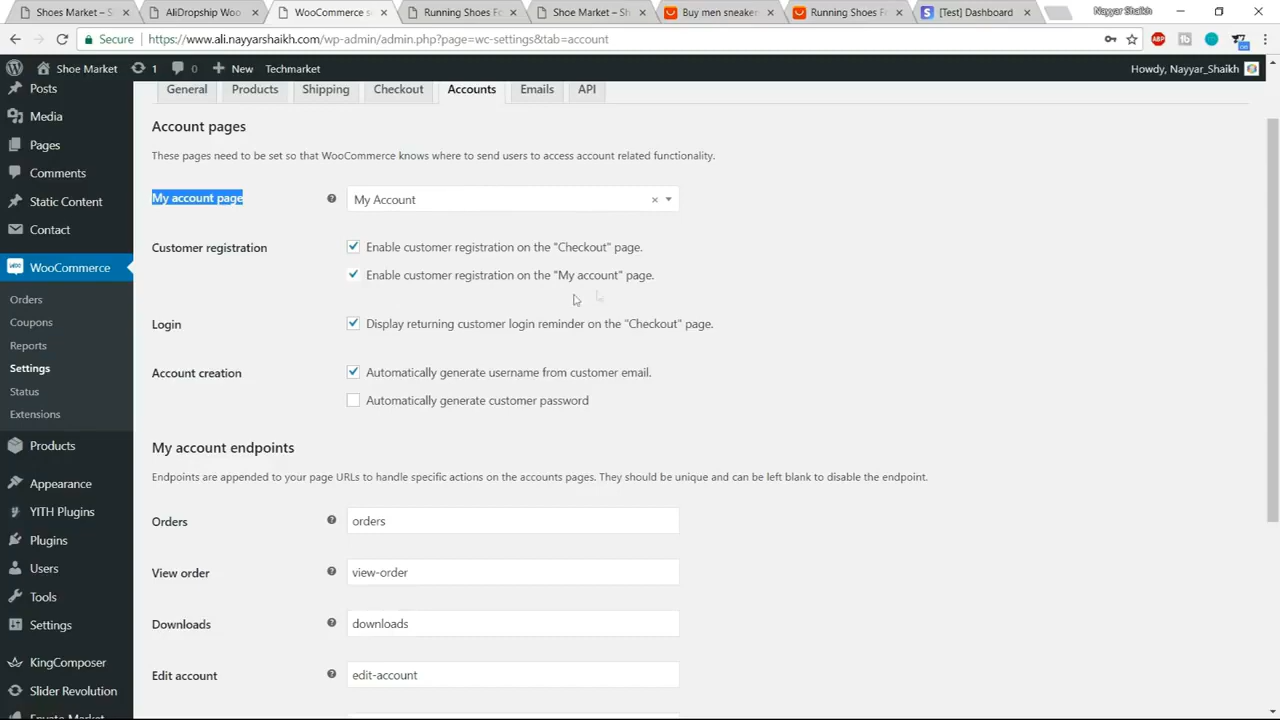 Shoes Market – S
AliDropship Woo
WooCommerce s
Running Shoes F
Shoe Market – Sh
Buy men sneaker
Running Shoes Fo
[Test] Dashboard
Nayyar Shaikh
Secure
https://www.ali.nayyarshaikh.com/wp-admin/admin.php?page=wc-settings&tab=account
ABP
Shoe Market
1
0
New
Techmarket
Howdy, Nayyar_Shaikh
Posts
Media
Pages
Comments
Static Content
Contact
WooCommerce
Orders
Coupons
Reports
Settings
Status
Extensions
Products
Appearance
YITH Plugins
Plugins
Users
Tools
Settings
KingComposer
Slider Revolution
General
Products
Shipping
Checkout
Accounts
Emails
API
Account pages
These pages need to be set so that WooCommerce knows where to send users to access account related functionality.
My account page
My Account
Customer registration
Enable customer registration on the "Checkout" page.
Enable customer registration on the "My account" page.
Login
Display returning customer login reminder on the "Checkout" page.
Account creation
Automatically generate username from customer email.
Automatically generate customer password
My account endpoints
Endpoints are appended to your page URLs to handle specific actions on the accounts pages. They should be unique and can be left blank to disable the endpoint.
Orders
orders
View order
view-order
Downloads
downloads
Edit account
edit-account